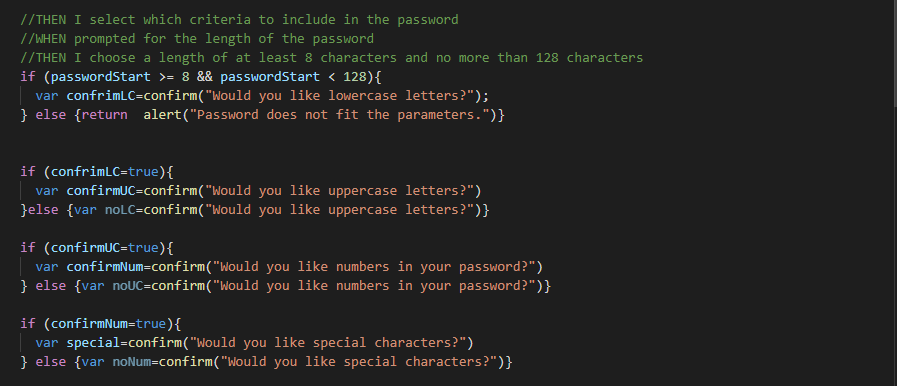 //THEN I select which criteria to include in the password
//WHEN prompted for the length of the password
//THEN I choose a length of at least 8 characters and no more than 128 characters
if (passwordStart >= 8 && passwordStart < 128){
var confrimLC=confirm("Would you like lowercase letters?");
} else {return  alert("Password does not fit the parameters.")}
if (confrimLC=true){
var confirmUC=confirm("Would you like uppercase letters?")
}else {var noLC=confirm("Would you like uppercase letters?")}
if (confirmUC=true){
var confirmNum=confirm("Would you like numbers in your password?")
} else {var noUC=confirm("Would you like numbers in your password?")}
if (confirmNum=true){
var special=confirm("Would you like special characters?")
} else {var noNum=confirm("Would you like special characters?")}